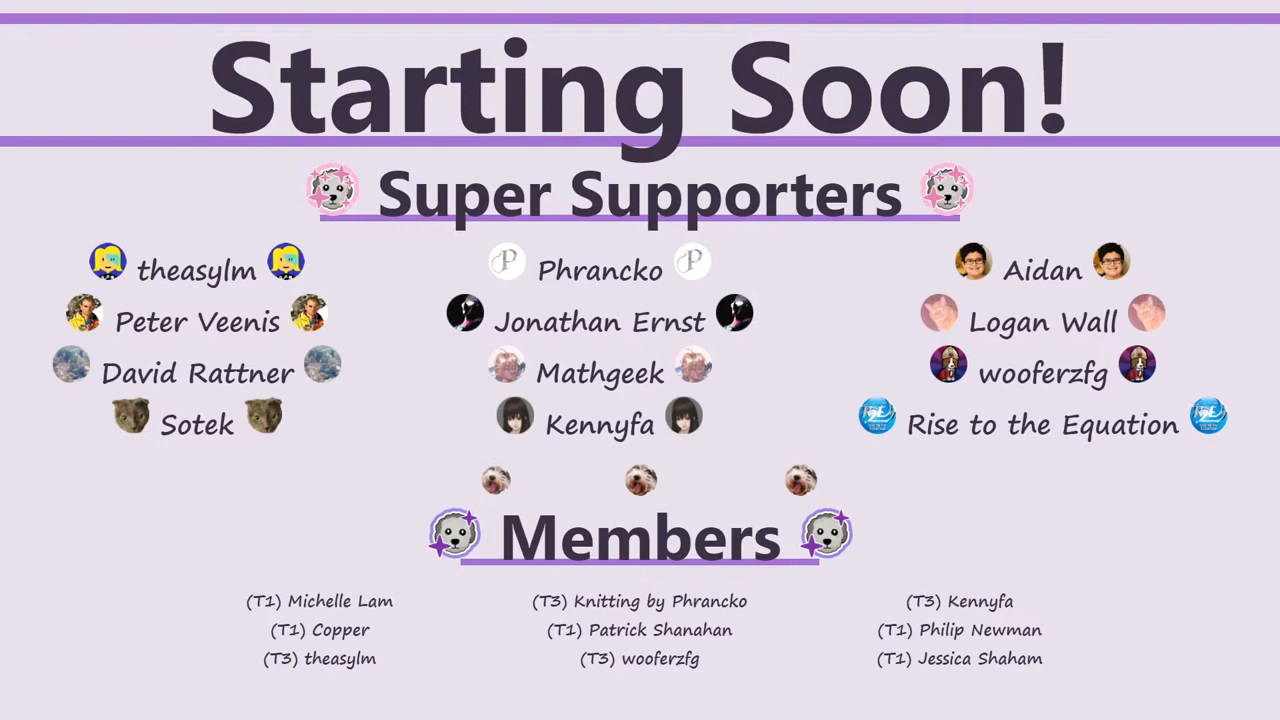 Starting Soon!
Super Supporters
theasylm
Phrancko
Aidan
Peter Veenis
Jonathan Ernst
Logan Wall
David Rattner
Mathgeek
wooferzfg
Sotek
Kennyfa
Rise to the Equation
Members
(T1) Michelle Lam
(T3) Knitting by Phrancko
(T3) Kennyfa
(T1) Copper
(T1) Patrick Shanahan
(T1) Philip Newman
(T3) theasylm
(T3) wooferzfg
(T1) Jessica Shaham